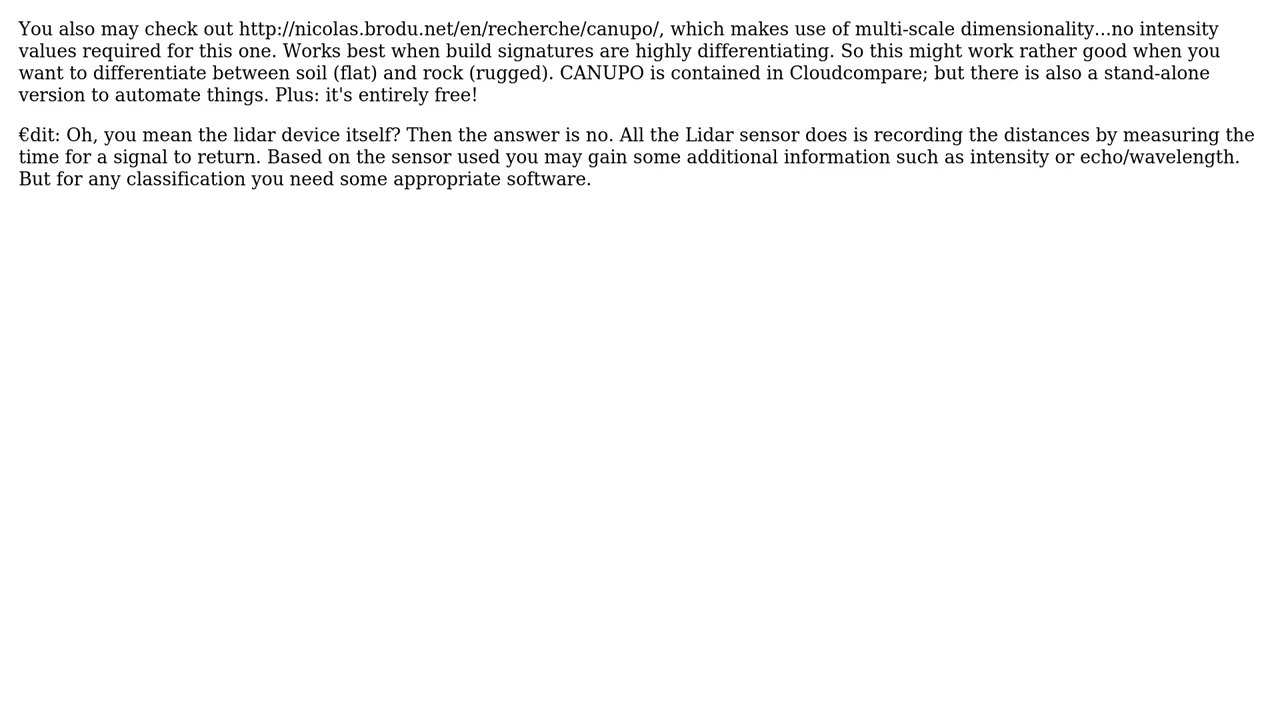 You also may check out http://nicolas.brodu.net/en/recherche/canupo/, which makes use of multi-scale dimensionality...no intensity
values required for this one. Works best when build signatures are highly differentiating. So this might work rather good when you
want to differentiate between soil (flat) and rock (rugged). CANUPO is contained in Cloudcompare; but there is also a stand-alone
version to automate things. Plus: it's entirely free!
€dit: Oh, you mean the lidar device itself? Then the answer is no. All the Lidar sensor does is recording the distances by measuring the
time for a signal to return. Based on the sensor used you may gain some additional information such as intensity or echo/wavelength.
But for any classification you need some appropriate software.